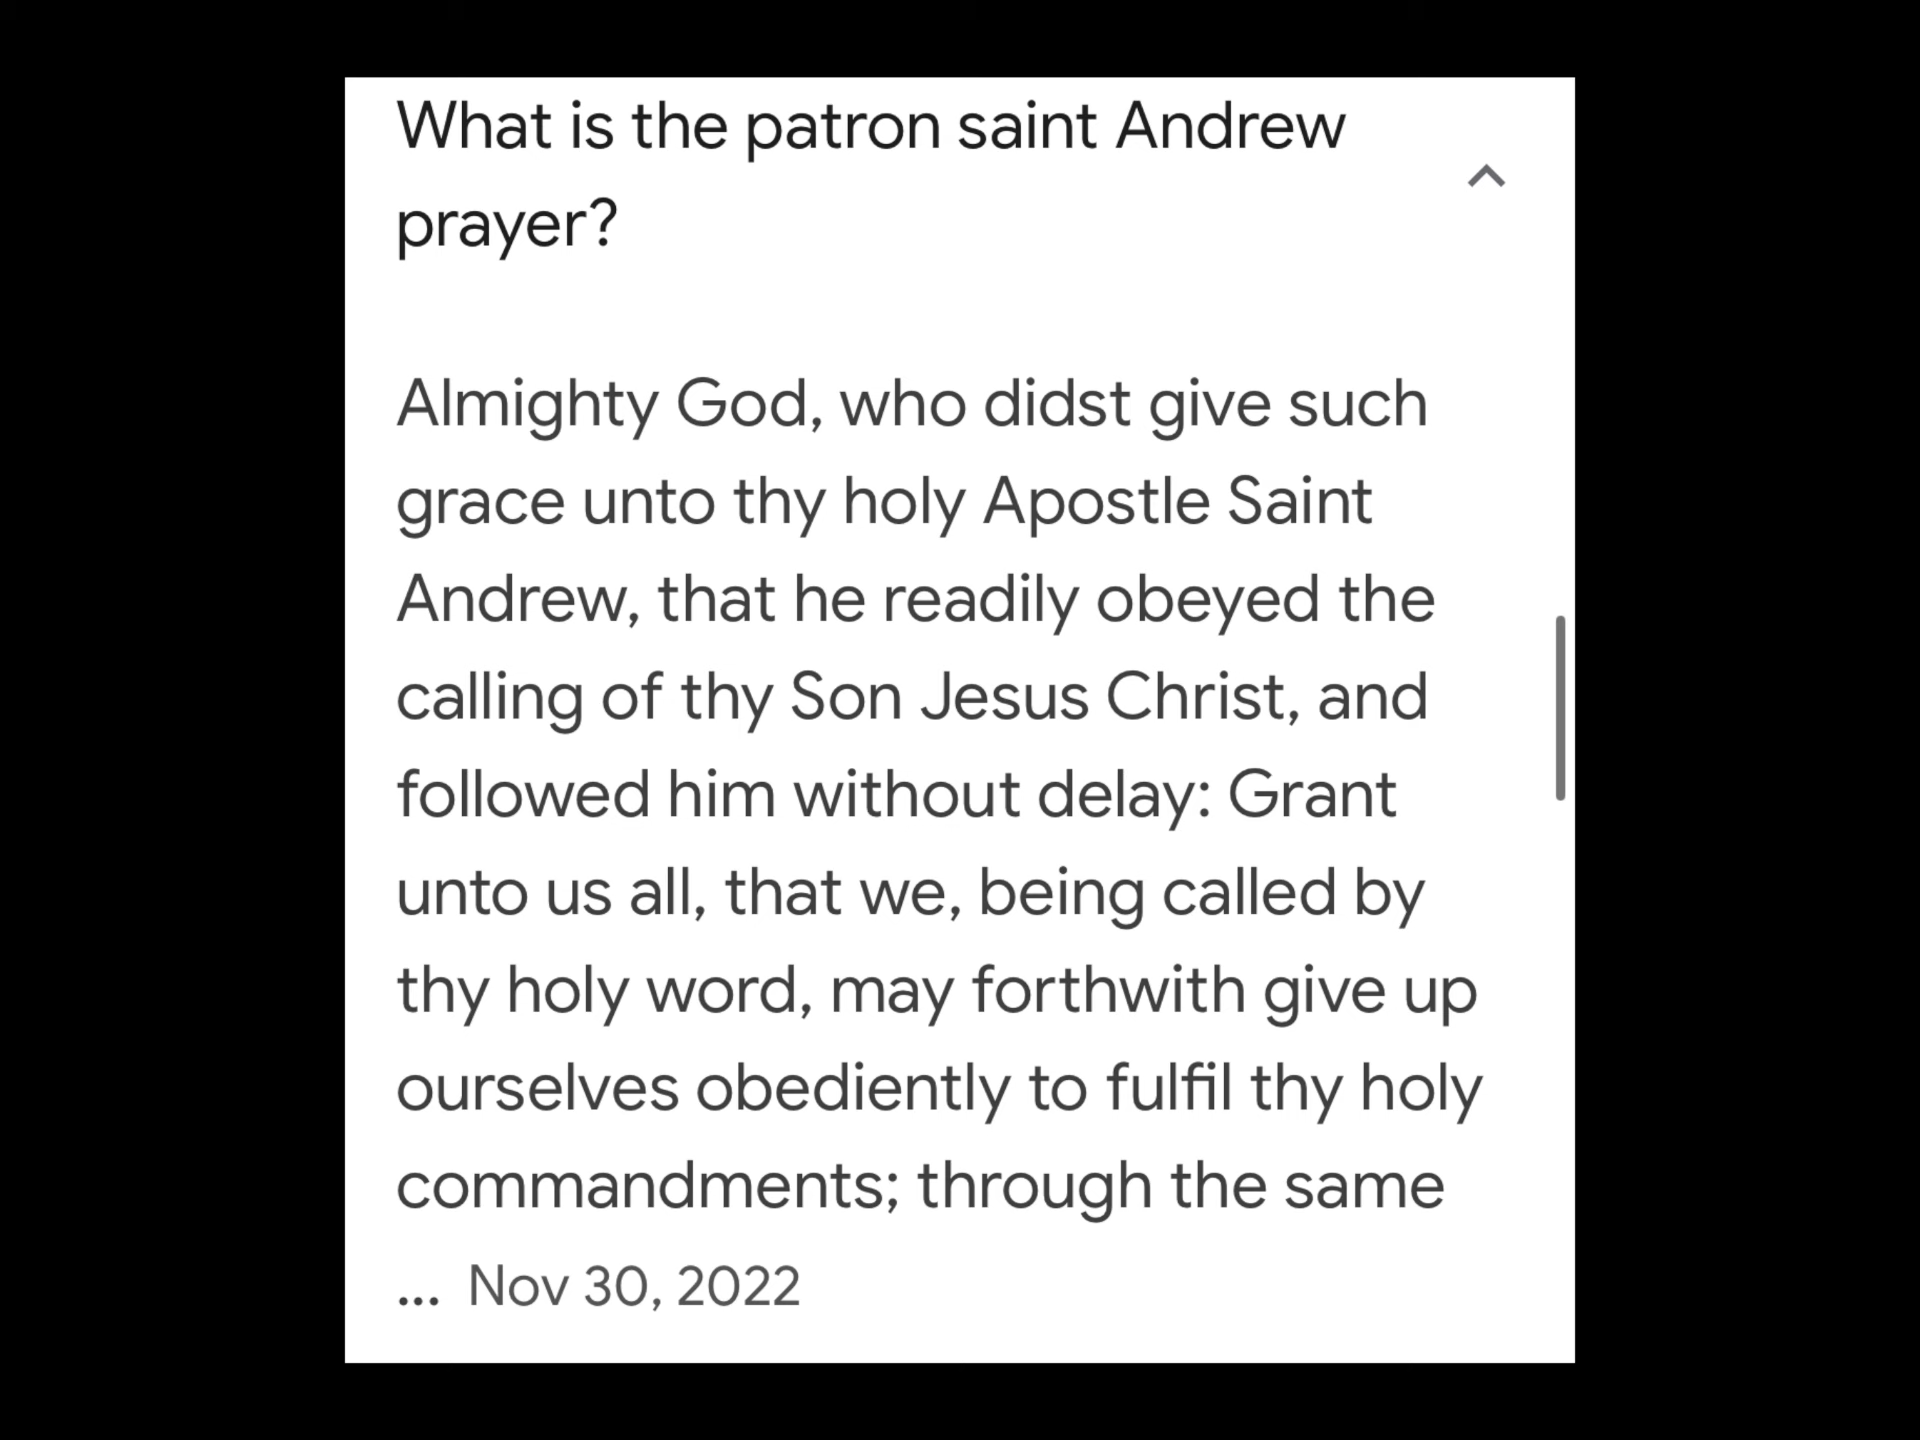 What is the patron saint Andrew
prayer?
Almighty God, who didst give such
grace unto thy holy Apostle Saint
Andrew, that he readily obeyed the
calling of thy Son Jesus Christ, and
followed him without delay: Grant
unto us all, that we, being called by
thy holy word, may forthwith give up
ourselves obediently to fulfil thy holy
commandments; through the same
... Nov 30, 2022